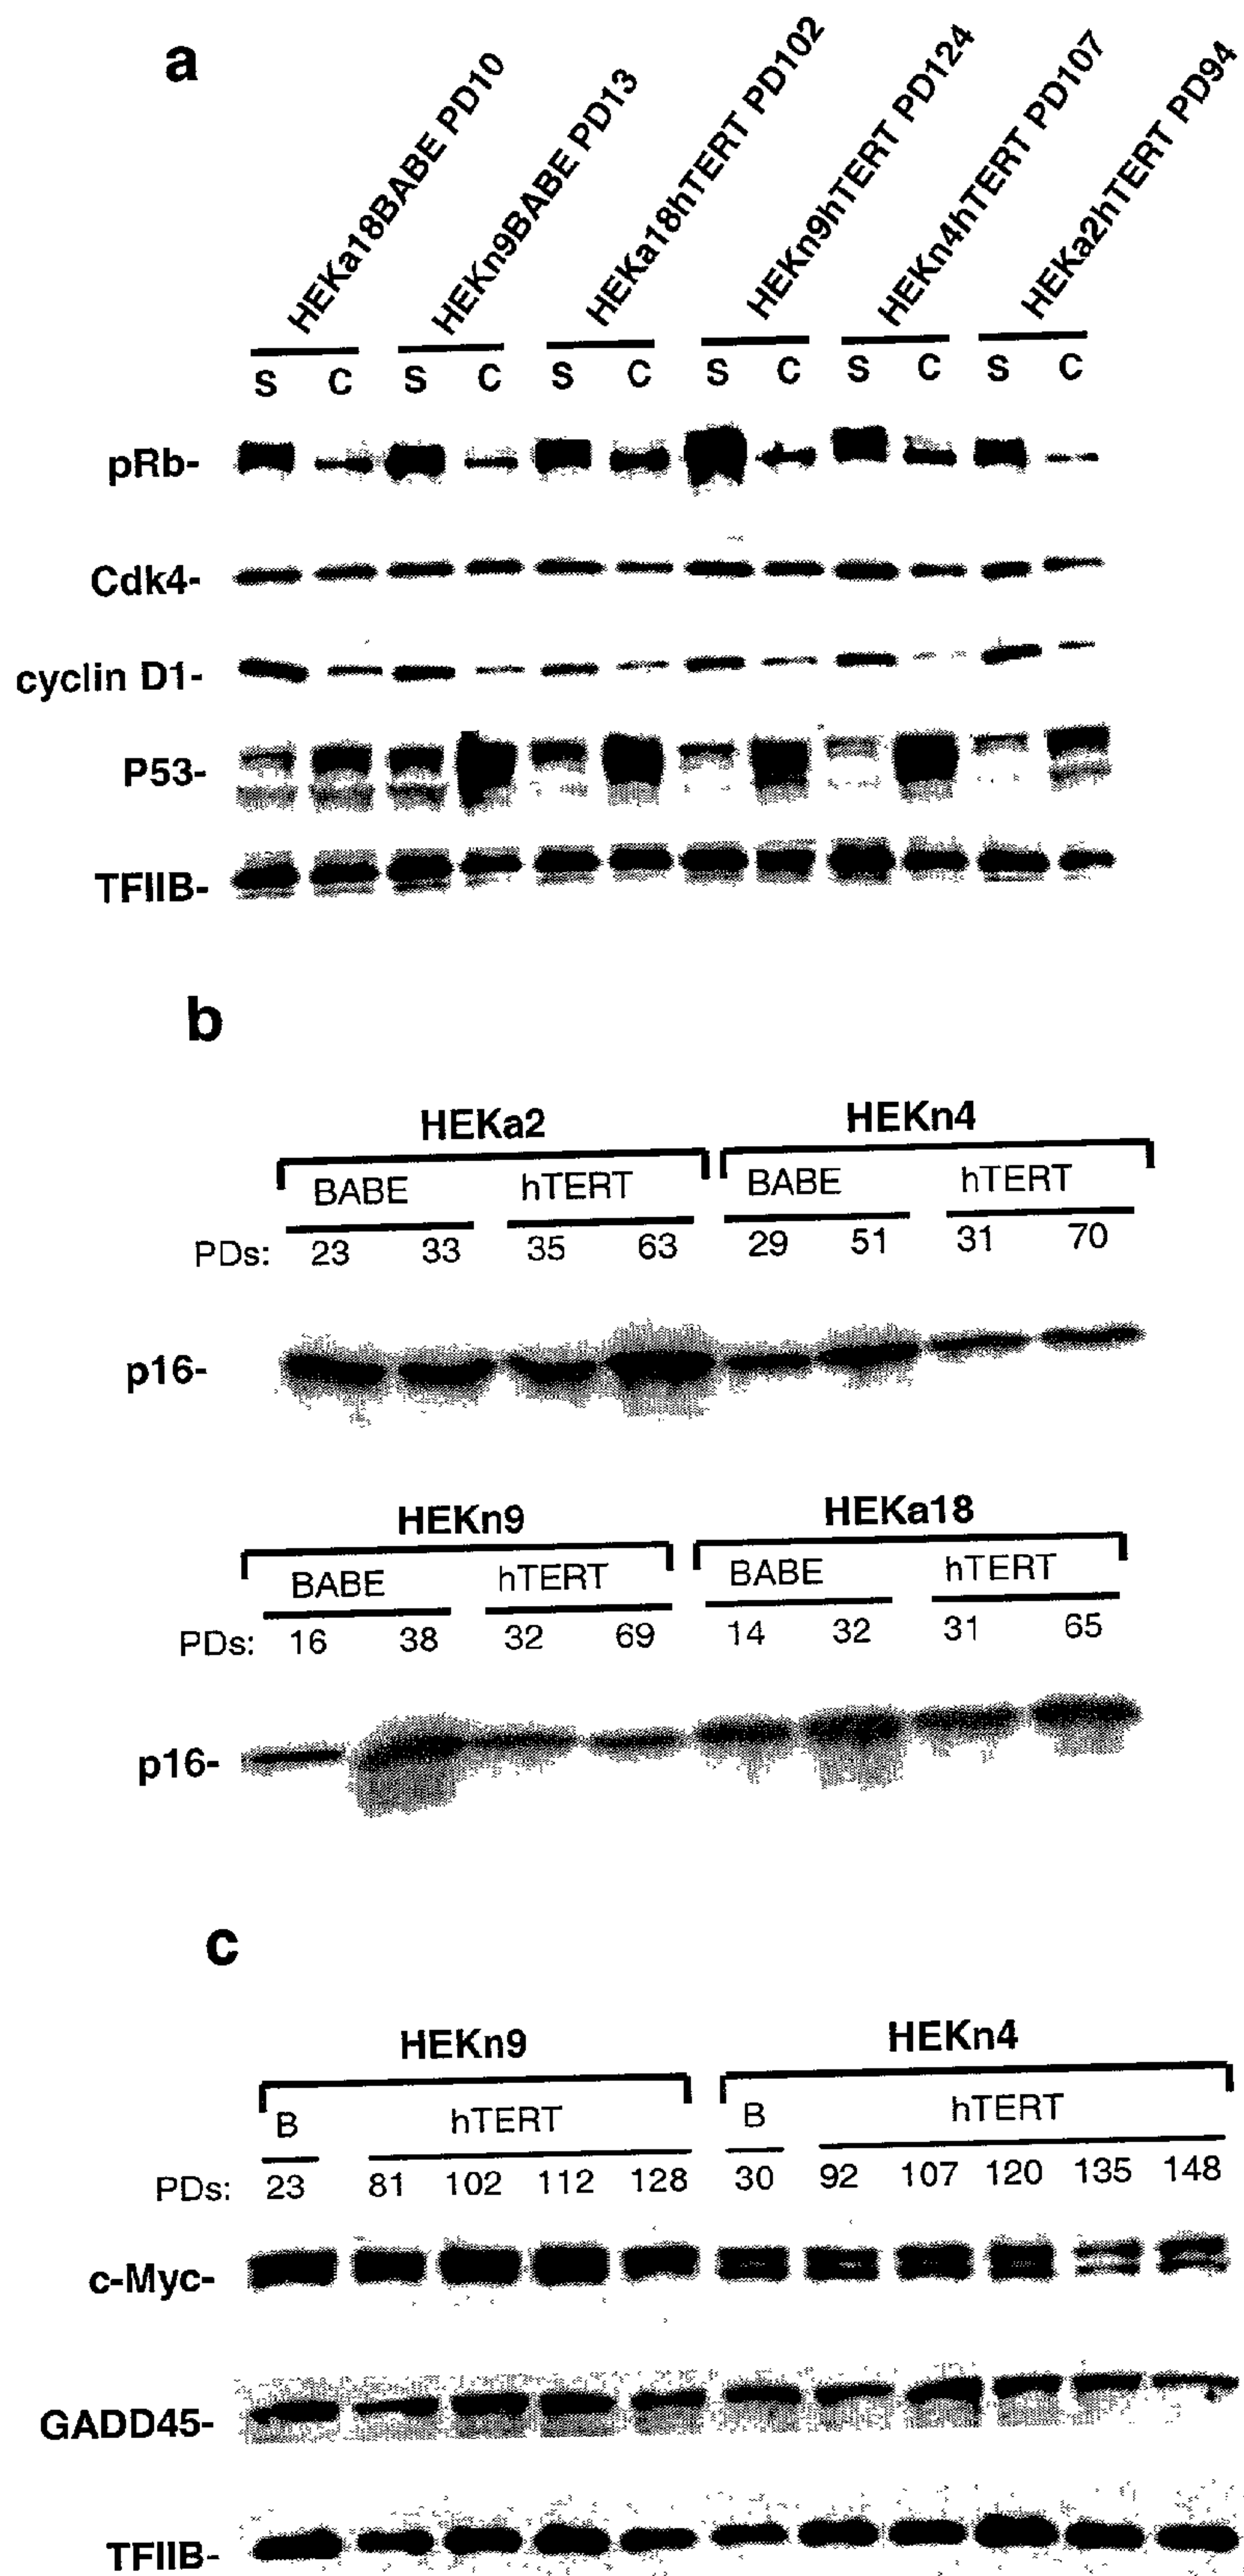 a
HEKa18BABE PD10
HEKn9BABE PD13
HEKa18hTERT PD102
HEKn9hTERT PD124
HEKn4hTERT PD107
HEKa2hTERT PD94
S C S C S C S C S C S C
pRb-
Cdk4-
cyclin D1-
P53-
TFIIB-
b
HEKa2 HEKn4
BABE hTERT BABE hTERT
PDs: 23 33 35 63 29 51 31 70
p16-
HEKn9 HEKa18
BABE hTERT BABE hTERT
PDs: 16 38 32 69 14 32 31 65
p16-
c
HEKn9 HEKn4
B hTERT B hTERT
PDs: 23 81 102 112 128 30 92 107 120 135 148
c-Myc-
GADD45-
TFIIB-